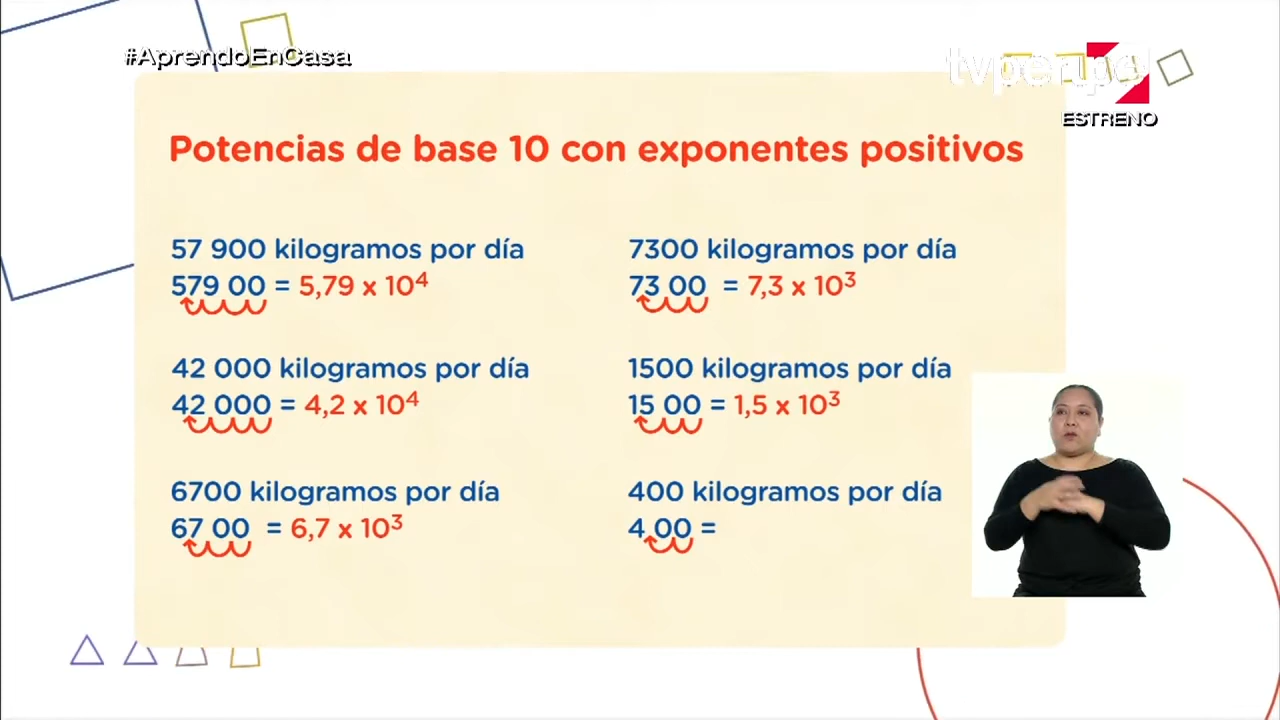 #AprendoEnCasa
tvperu.pe
ESTRENO
Potencias de base 10 con exponentes positivos
57 900 kilogramos por día
579 00 = 5,79 x 10⁴
42 000 kilogramos por día
42 000 = 4,2 x 10⁴
6700 kilogramos por día
67 00 = 6,7 x 10³
7300 kilogramos por día
73 00 = 7,3 x 10³
1500 kilogramos por día
15 00 = 1,5 x 10³
400 kilogramos por día
4 00 =